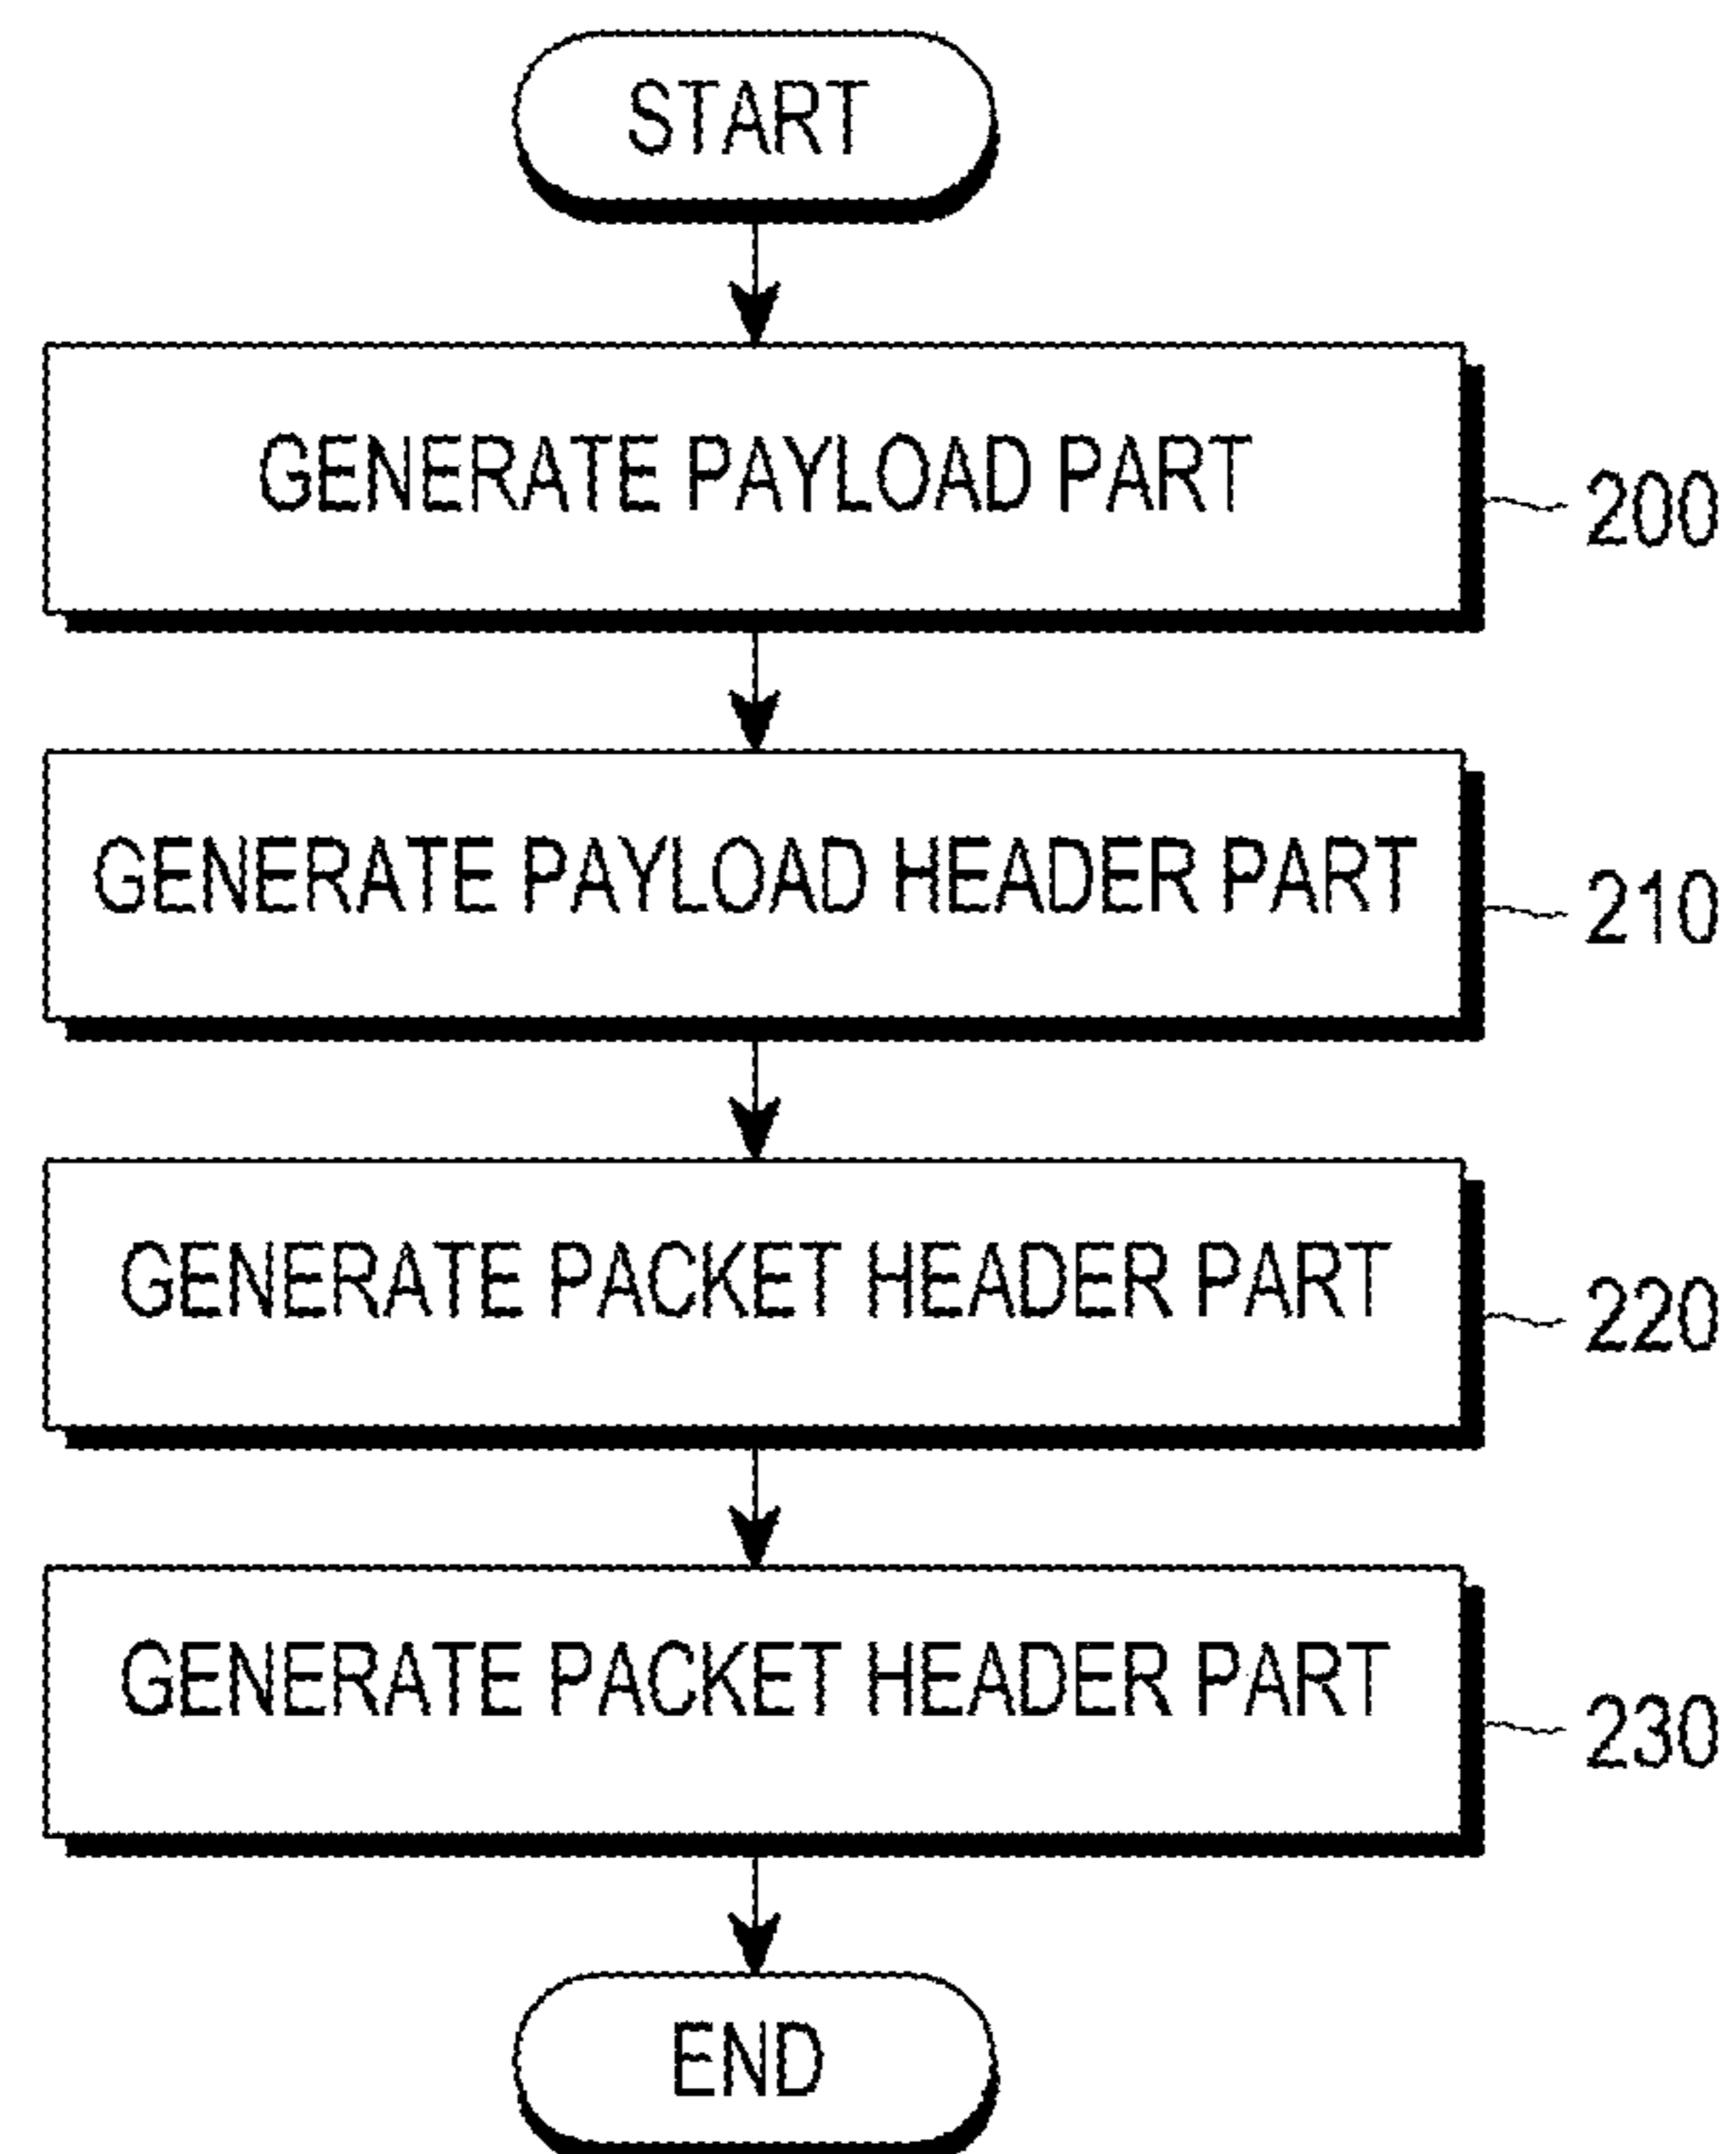 START
GENERATE PAYLOAD PART
200
GENERATE PAYLOAD HEADER PART
210
GENERATE PACKET HEADER PART
220
GENERATE PACKET HEADER PART
230
END